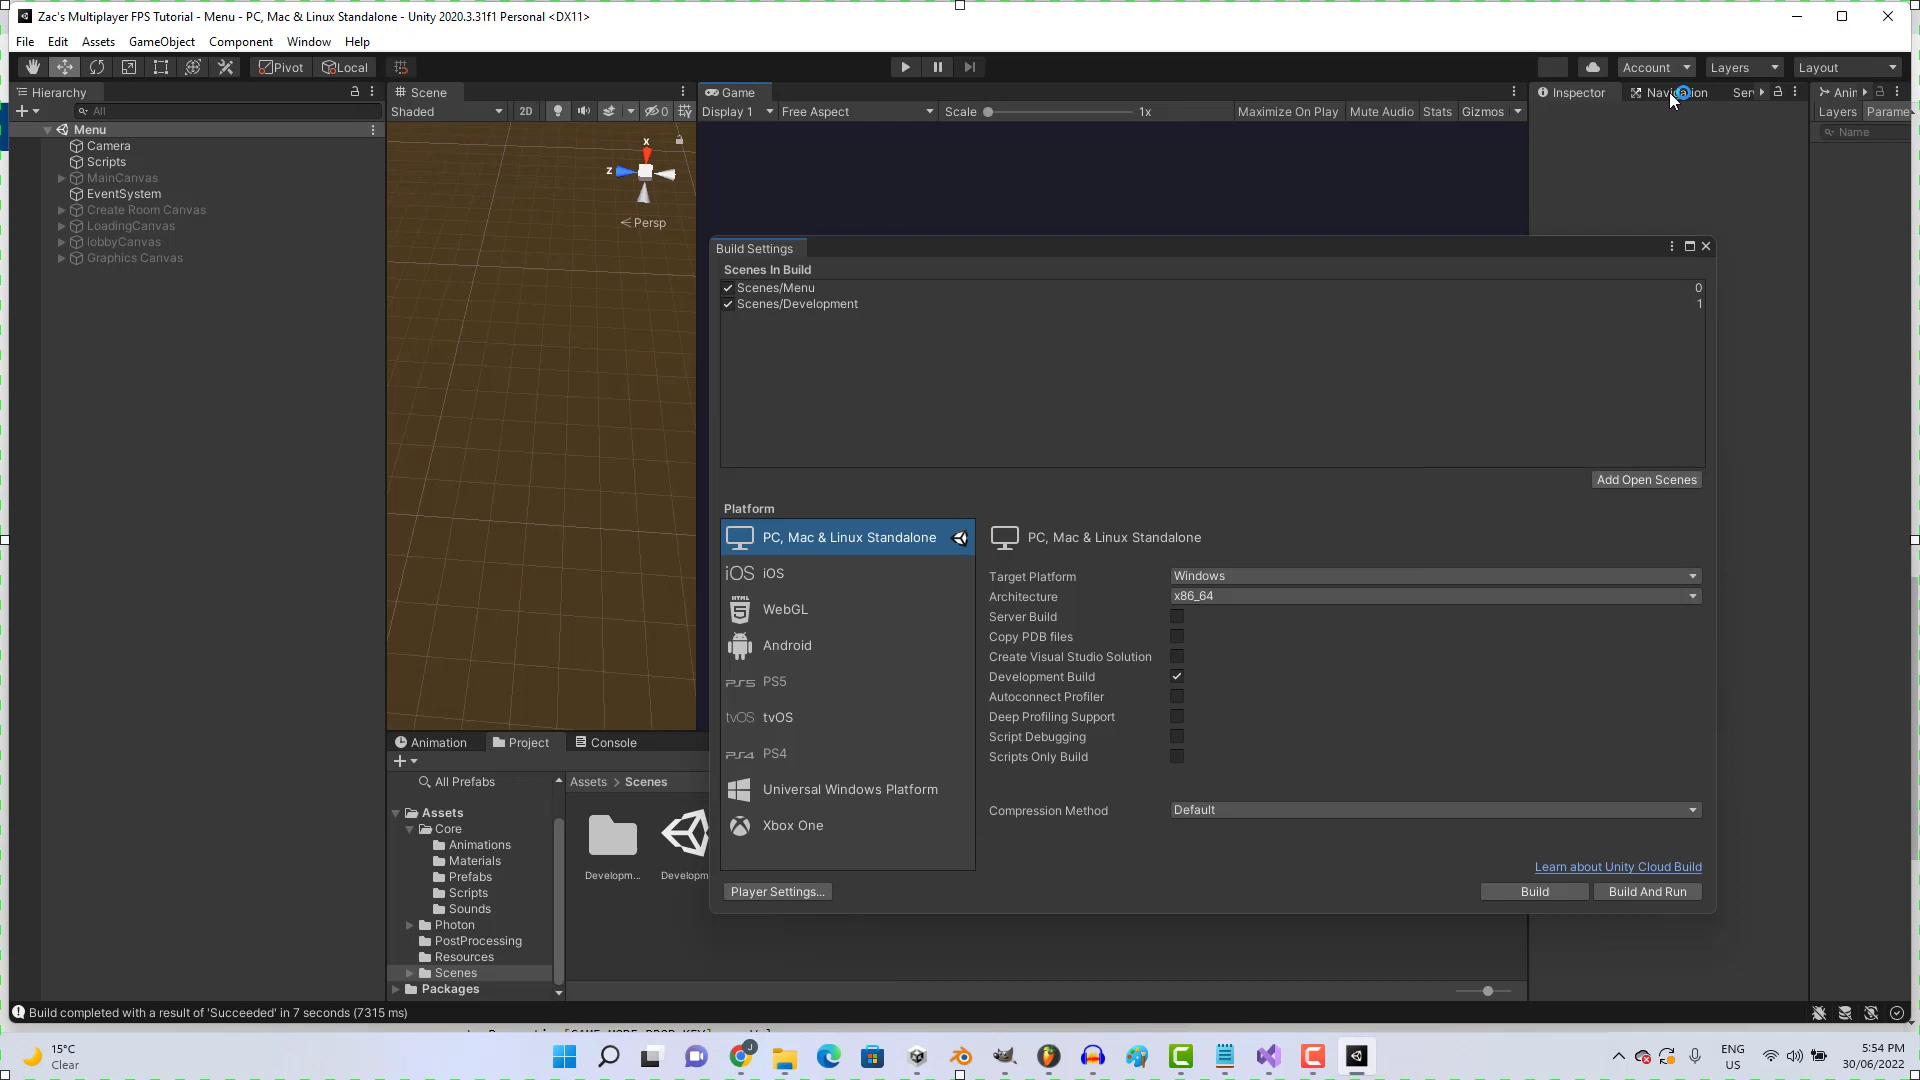 Zac's Multiplayer FPS Tutorial - Menu - PC, Mac & Linux Standalone - Unity 2020.3.31f1 Personal <DX11>
File Edit Assets GameObject Component Window Help
Pivot Local Account Layers Layout
Hierarchy Scene Game Inspector Navigation Ser Anin
All Shaded 2D 0 Display 1 Free Aspect Scale 1x Maximize On Play Mute Audio Stats Gizmos Layers Parame
Name
Menu
Camera
Scripts
MainCanvas
EventSystem
Create Room Canvas
LoadingCanvas
lobbyCanvas
Graphics Canvas
x
z
Persp
Build Settings
Scenes In Build
Scenes/Menu 0
Scenes/Development 1
Add Open Scenes
Platform
PC, Mac & Linux Standalone
iOS iOS
HTML WebGL
Android
PS5 PS5
tvOS tvOS
PS4 PS4
Universal Windows Platform
Xbox One
Player Settings...
PC, Mac & Linux Standalone
Target Platform Windows
Architecture x86_64
Server Build
Copy PDB files
Create Visual Studio Solution
Development Build
Autoconnect Profiler
Deep Profiling Support
Script Debugging
Scripts Only Build
Compression Method Default
Learn about Unity Cloud Build
Build Build And Run
Animation Project Console
All Prefabs
Assets
Core
Animations
Materials
Prefabs
Scripts
Sounds
Photon
PostProcessing
Resources
Scenes
Packages
Assets > Scenes
Developm... Developm
Build completed with a result of 'Succeeded' in 7 seconds (7315 ms)
15°C
Clear
ENG
AUS
5:54 PM
30/06/2022